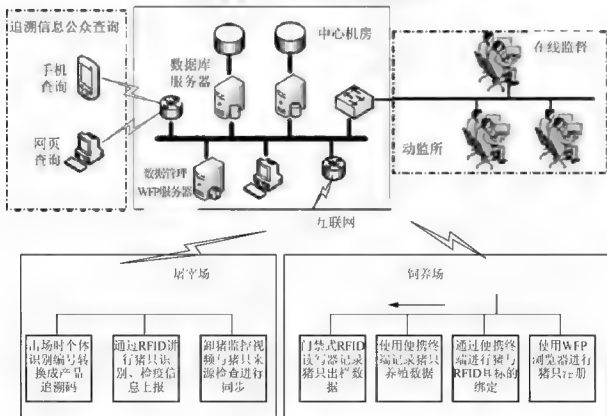 追溯信息公众查询
手机
查询
网页
查询
中心机房
数据库
服务器
数据管理
WFP服务器
互联网
在线监督
动监所
屠宰场
出场时个体
识别编号转
换成产品
追溯码
通过RFID进
行猪只识
别、检疫信
息上报
卸猪监控视
频与猪只来
源检查进行
同步
饲养场
门禁式RFID
读写器记录
猪只出栏数
据
使用便携终
端记录猪只
养殖数据
通过便携终
端进行猪与
RFID耳标的
绑定
使用WFP
浏览器进行
猪只注册